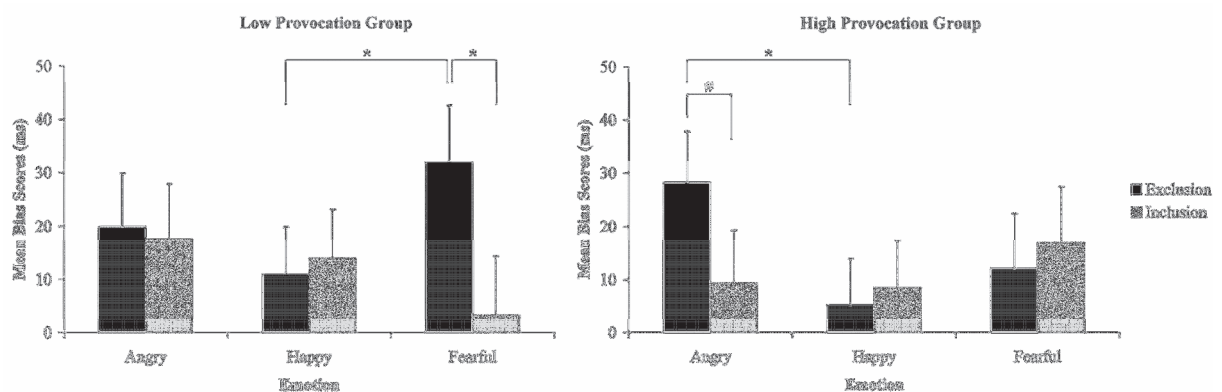 Low Provocation Group
*
*
50
40
30
20
10
0
Mean Bias Scores (ms)
Angry
Happy
Fearful
Emotion
High Provocation Group
*
#
50
40
30
20
10
0
Mean Bias Scores (ms)
Angry
Happy
Fearful
Emotion
Exclusion
Inclusion